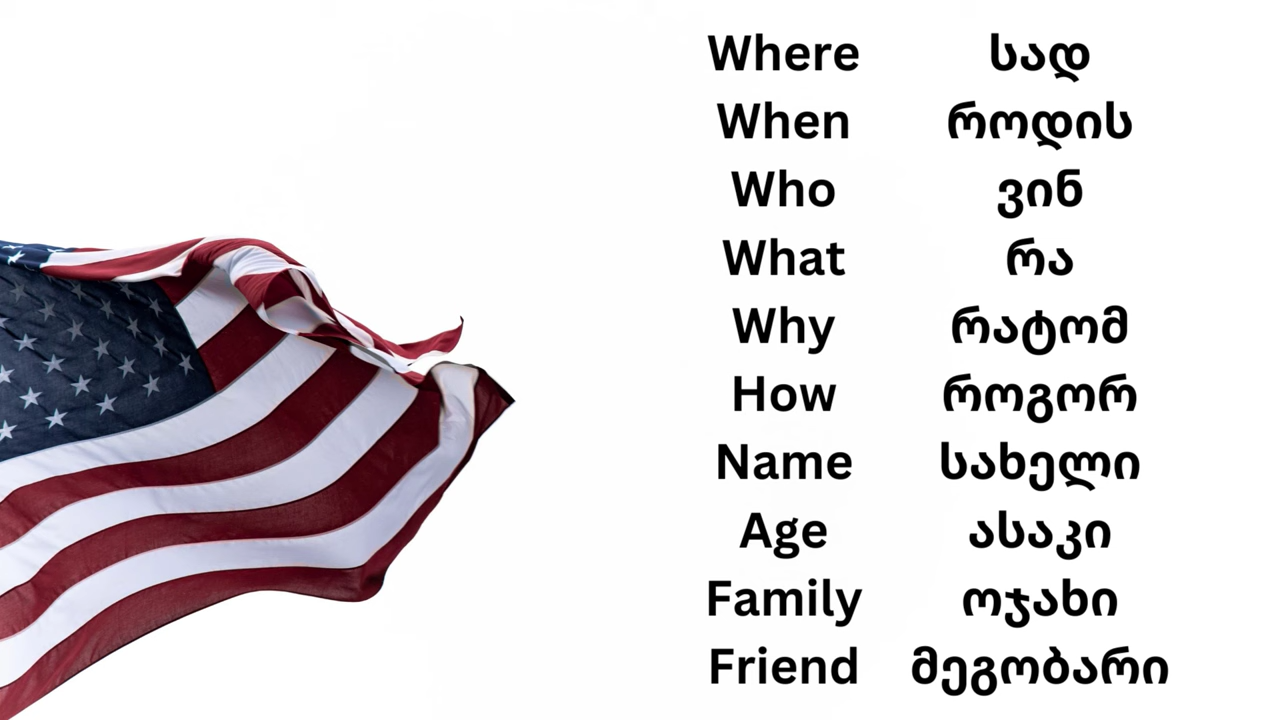 Where სად
When როდის
Who ვინ
What რა
Why რატომ
How როგორ
Name სახელი
Age ასაკი
Family ოჯახი
Friend მეგობარი